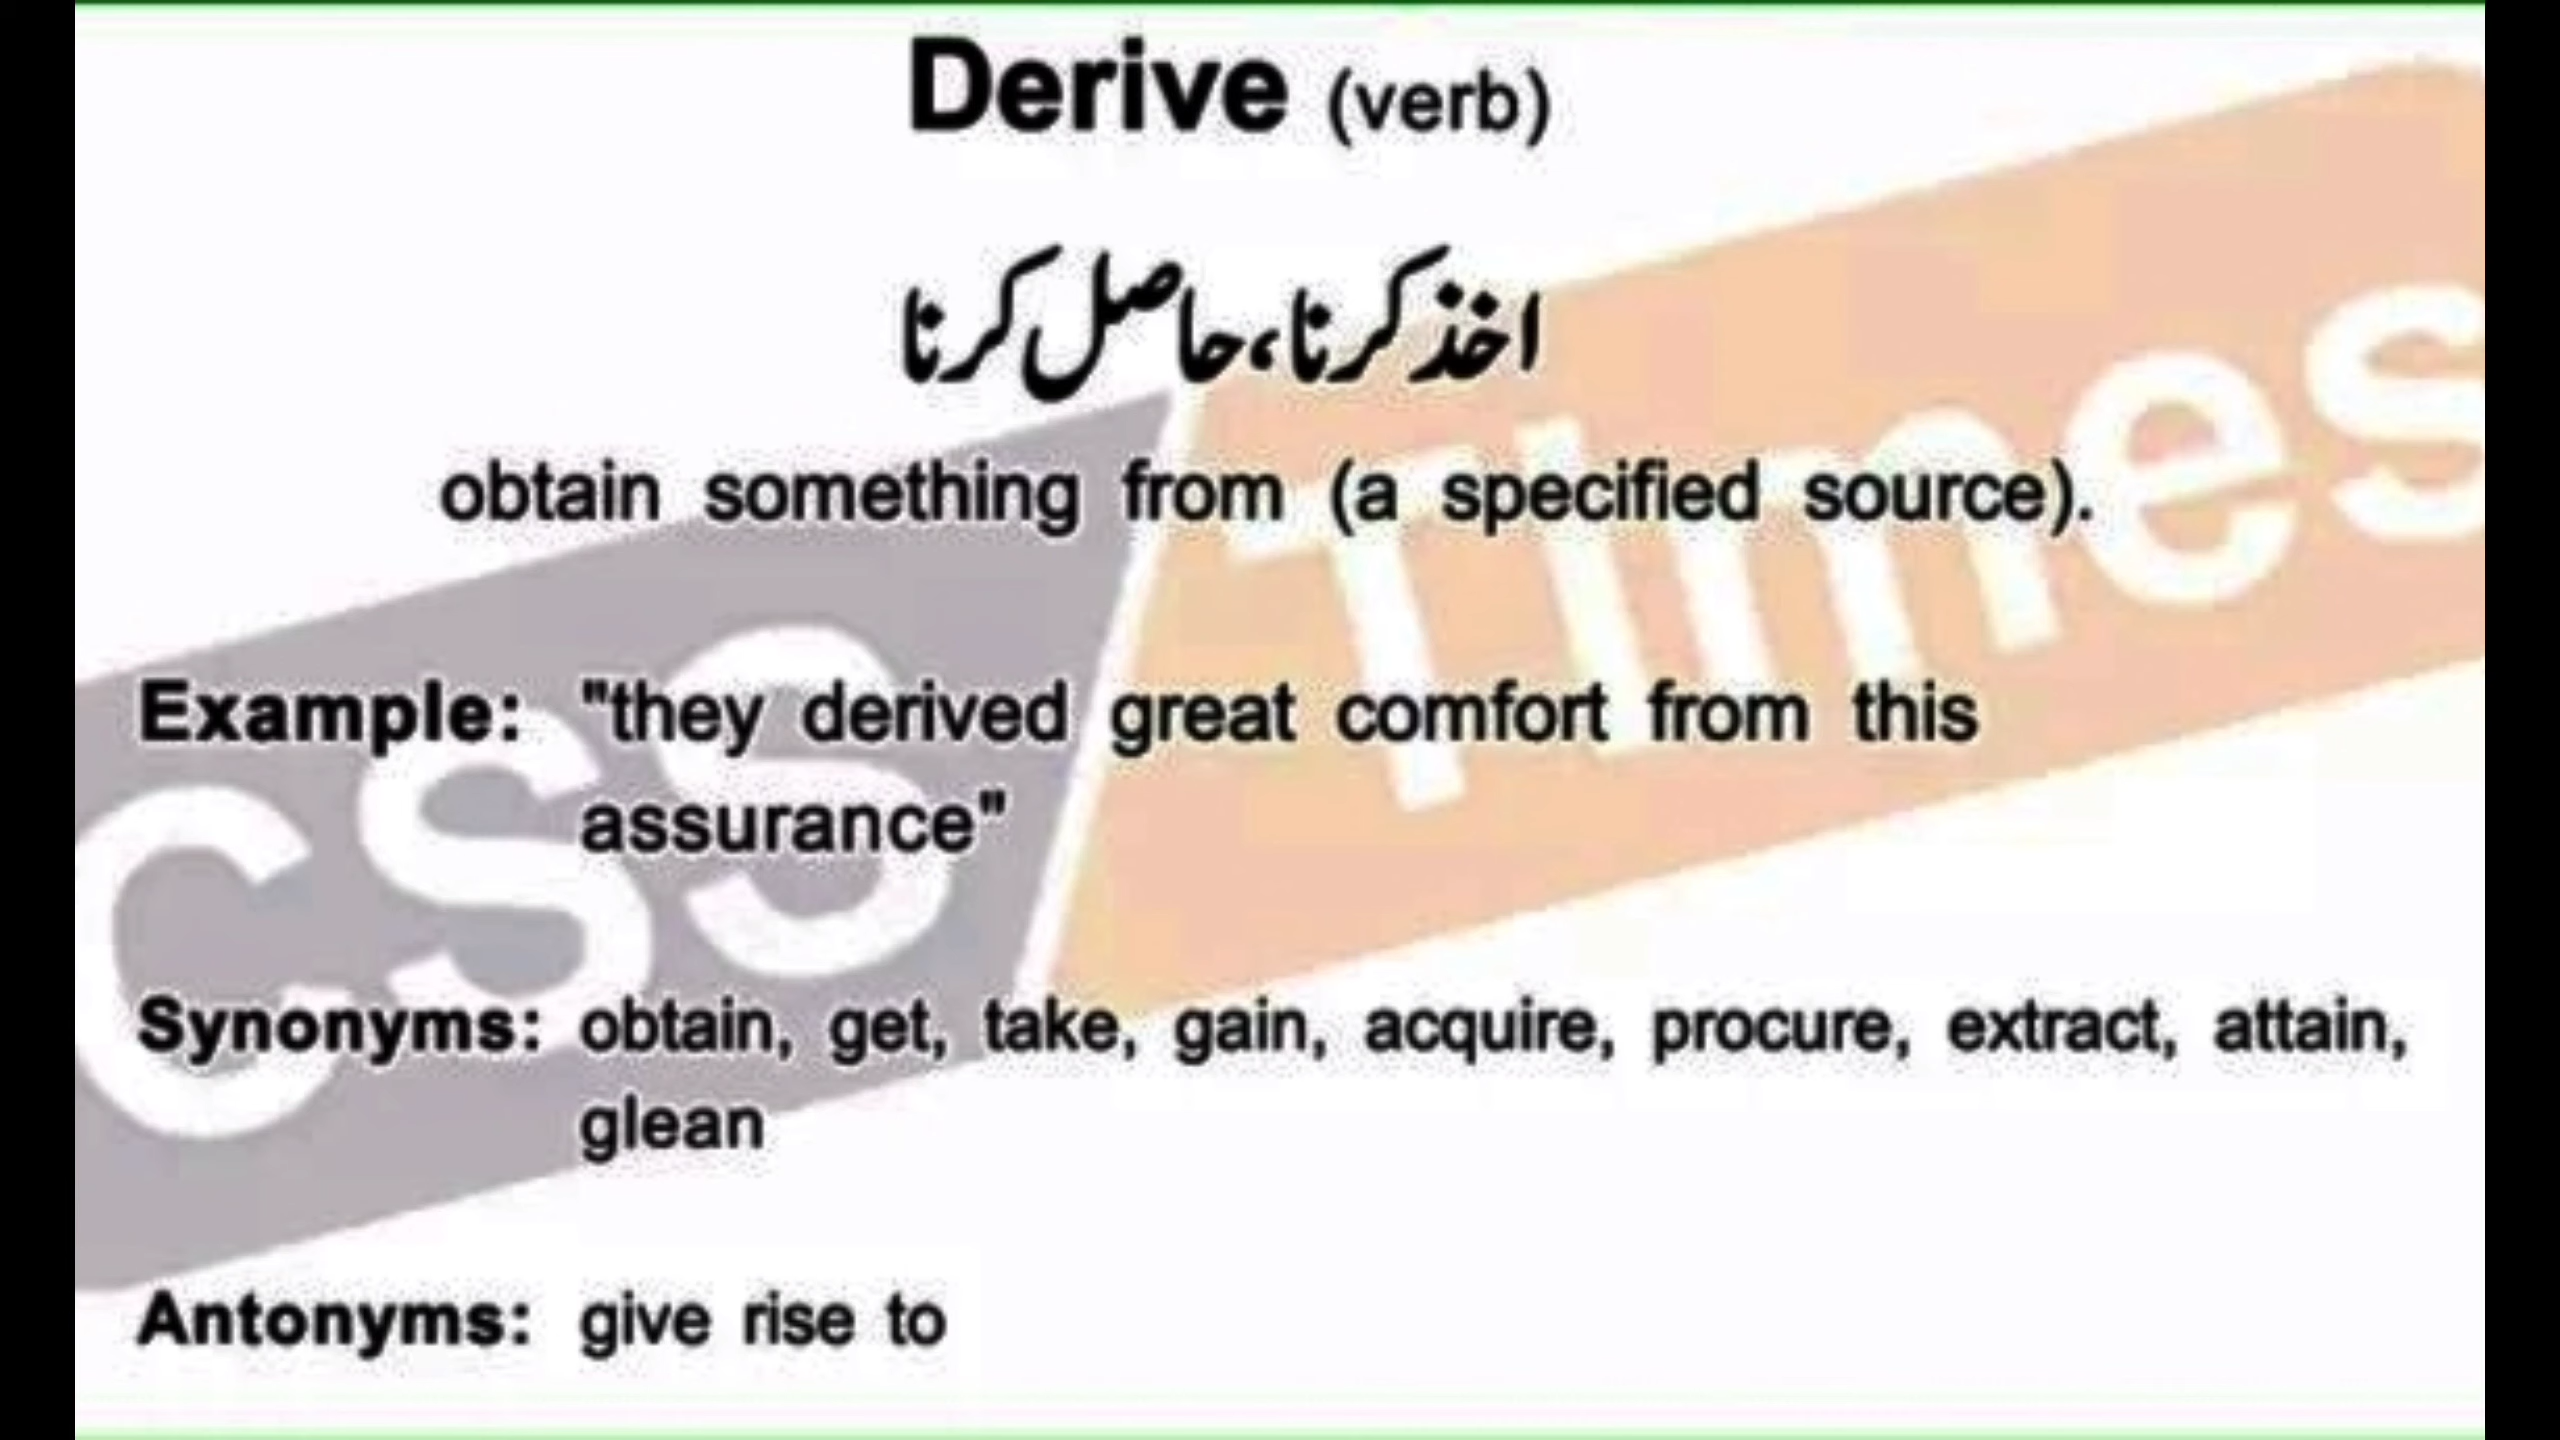 Derive (verb)
اخذ کرنا، حاصل کرنا
obtain something from (a specified source).
Example: "they derived great comfort from this
assurance"
Synonyms: obtain, get, take, gain, acquire, procure, extract, attain,
glean
Antonyms: give rise to
CSS Times